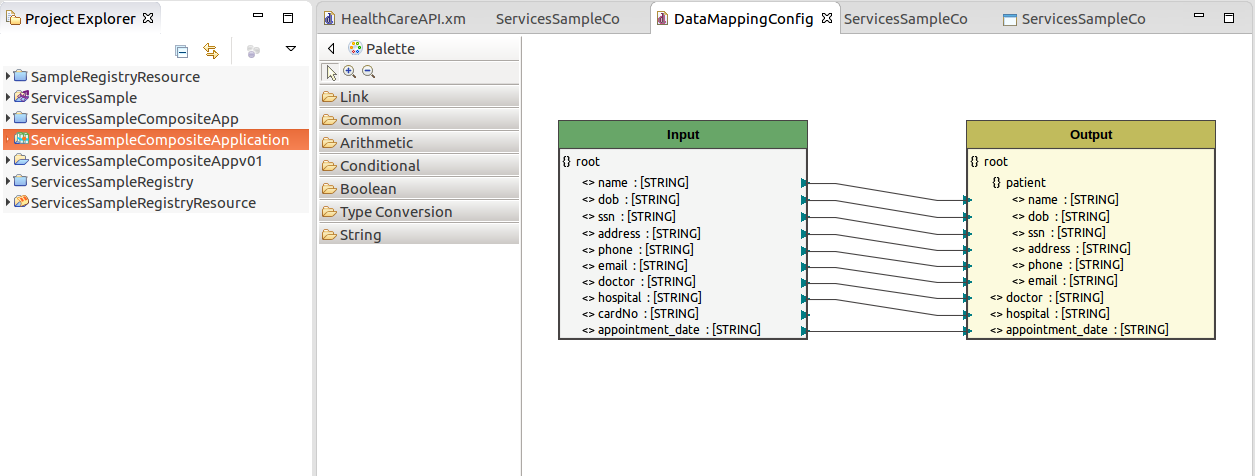 Project Explorer
SampleRegistryResource
ServicesSample
ServicesSampleCompositeApp
ServicesSampleCompositeApplication
ServicesSampleCompositeAppv01
ServicesSampleRegistry
ServicesSampleRegistryResource
HealthCareAPI.xm ServicesSampleCo DataMappingConfig ServicesSampleCo ServicesSampleCo
Palette
Link
Common
Arithmetic
Conditional
Boolean
Type Conversion
String
Input
{} root
<> name : [STRING]
<> dob : [STRING]
<> ssn : [STRING]
<> address : [STRING]
<> phone : [STRING]
<> email : [STRING]
<> doctor : [STRING]
<> hospital : [STRING]
<> cardNo : [STRING]
<> appointment_date : [STRING]
Output
{} root
{} patient
<> name : [STRING]
<> dob : [STRING]
<> ssn : [STRING]
<> address : [STRING]
<> phone : [STRING]
<> email : [STRING]
<> doctor : [STRING]
<> hospital : [STRING]
<> appointment_date : [STRING]